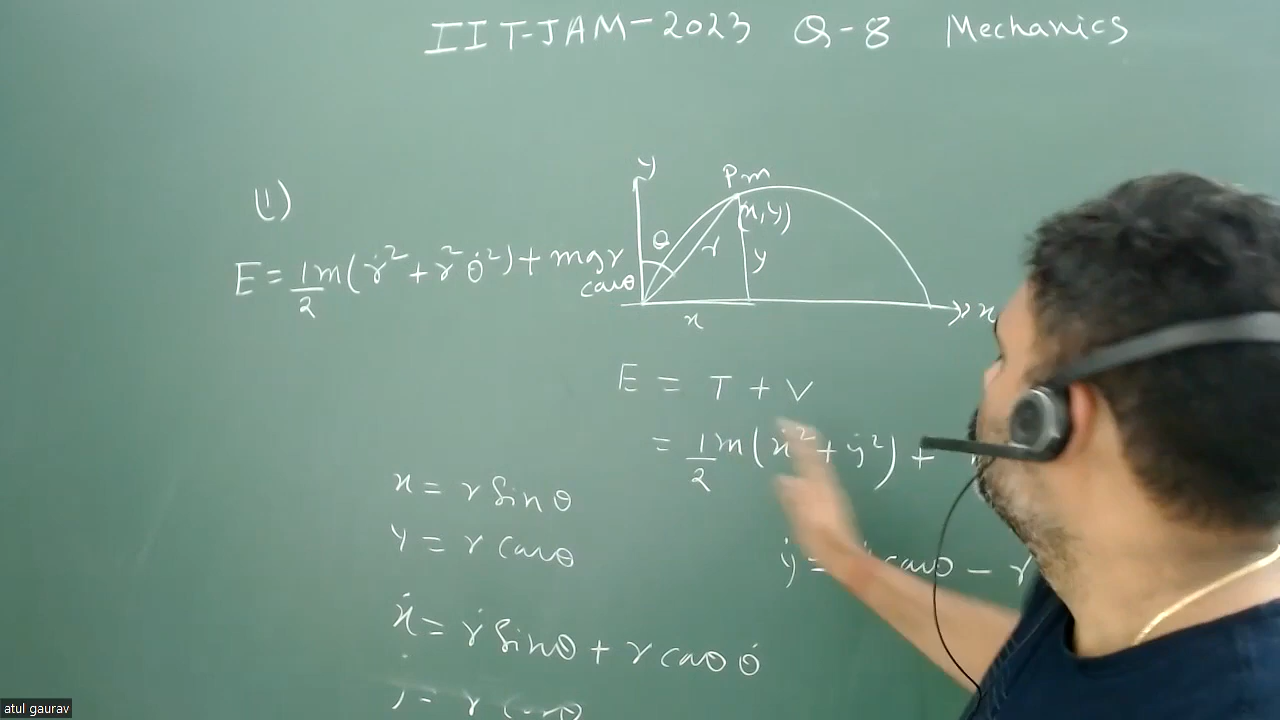 IIT-JAM-2023 Q-8 Mechanics
(1)
E = 1/2 m(ṙ² + r²θ̇²) + mgr cosθ
y
P m
(x, y)
θ
r
y
x
x
E = T + V
= 1/2 m(ẋ² + ẏ²) +
x = r sinθ
y = r cosθ
ẏ = cosθ - r
ẋ = ṙ sinθ + r cosθ θ̇
atul gaurav